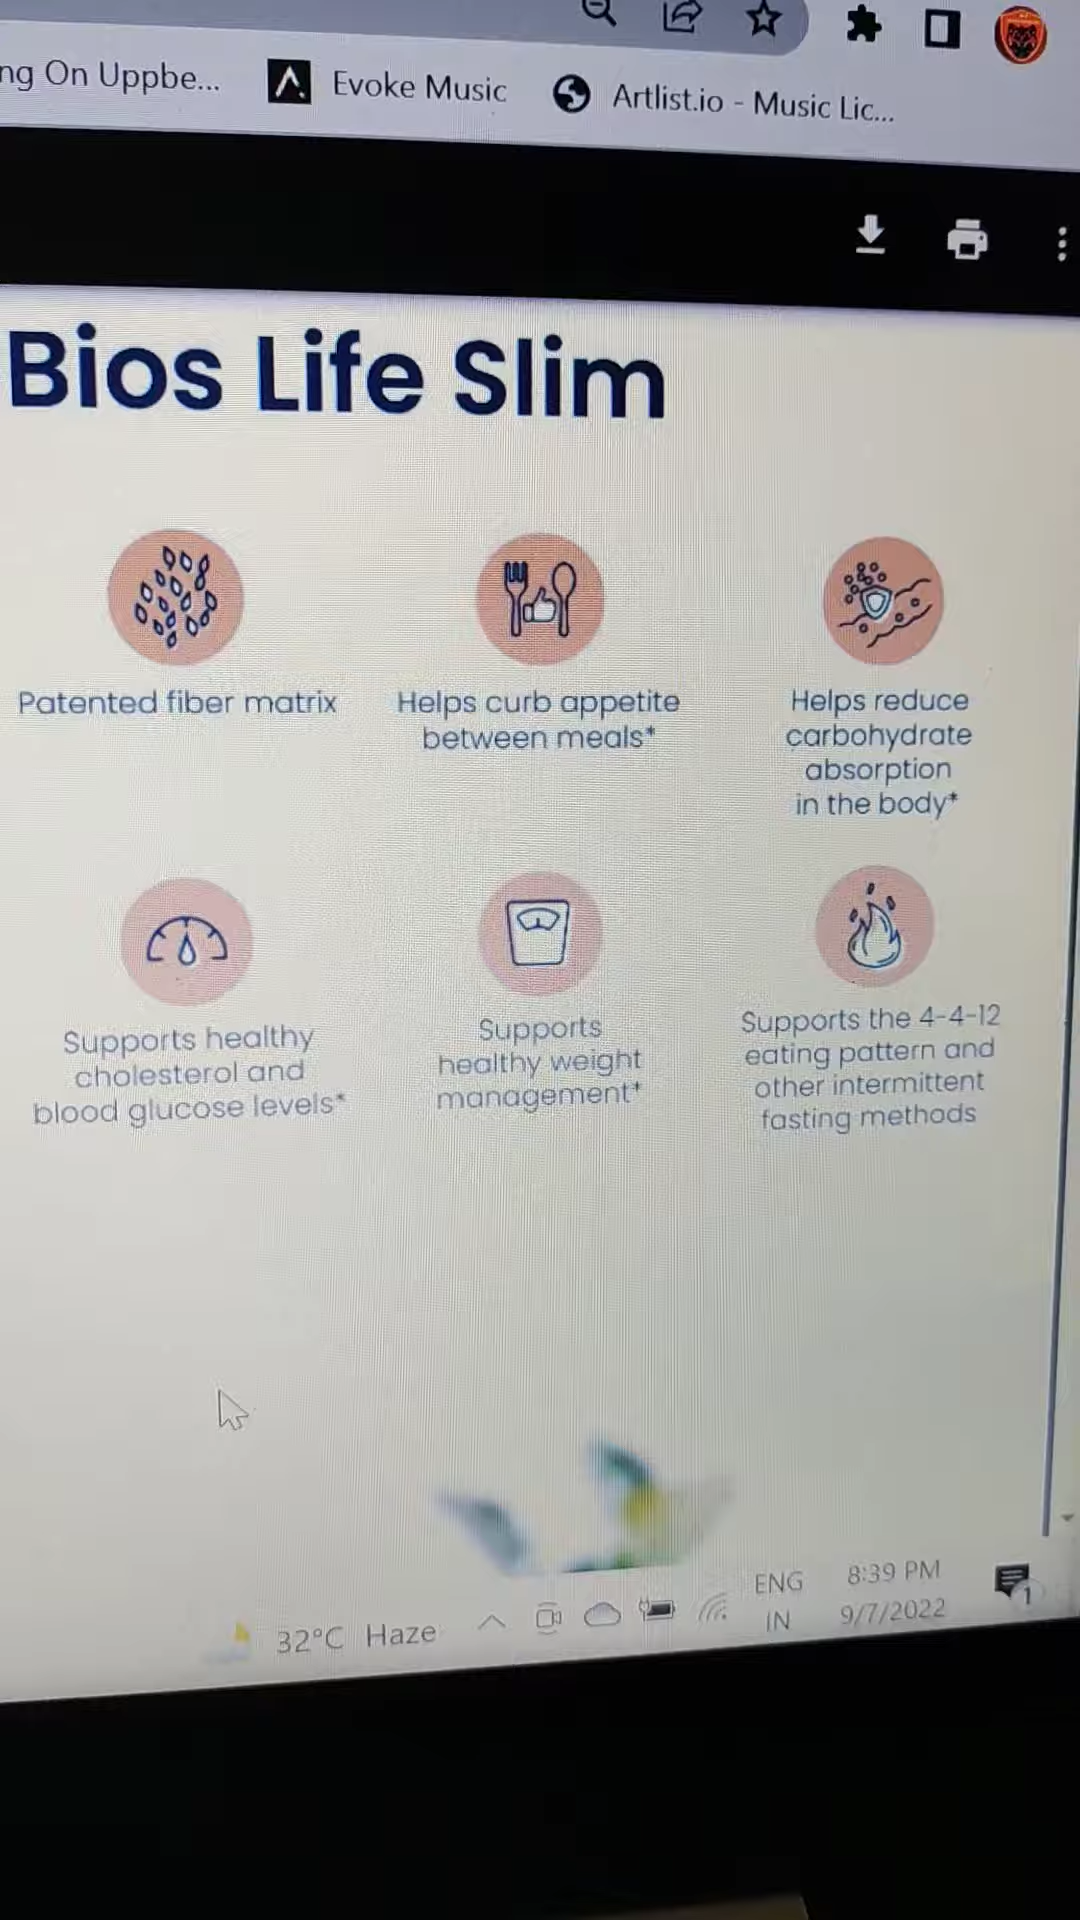 ng On Uppbe...
Evoke Music
Artlist.io - Music Lic...
Bios Life Slim
Patented fiber matrix
Helps curb appetite
between meals*
Helps reduce
carbohydrate
absorption
in the body*
Supports healthy
cholesterol and
blood glucose levels*
Supports
healthy weight
management*
Supports the 4-4-12
eating pattern and
other intermittent
fasting methods
32°C Haze
ENG
IN
8:39 PM
9/7/2022
1